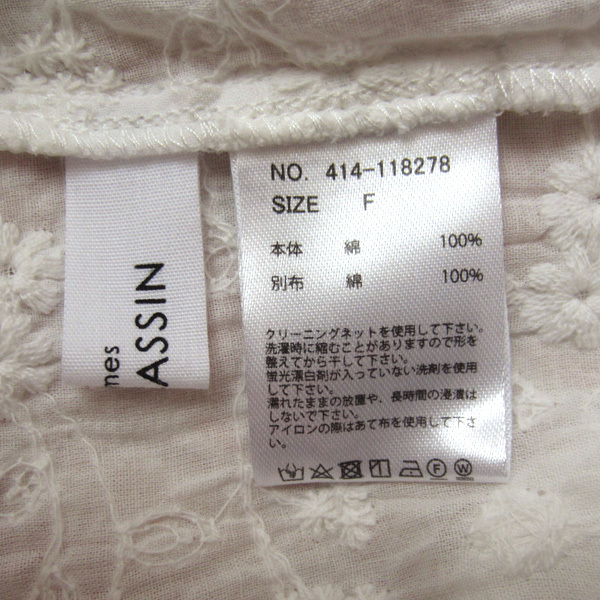 NO. 414-118278
SIZE F
本体 綿 100%
別布 綿 100%
クリーニングネットを使用して下さい。
洗濯時に縮むことがありますので形を
整えてから干して下さい。
蛍光漂白剤が入っていない洗剤を使用
して下さい。
濡れたままの放置や、長時間の浸漬は
しないで下さい。
アイロンの際はあて布を使用して下さ
い。
F W
mes
ASSIN